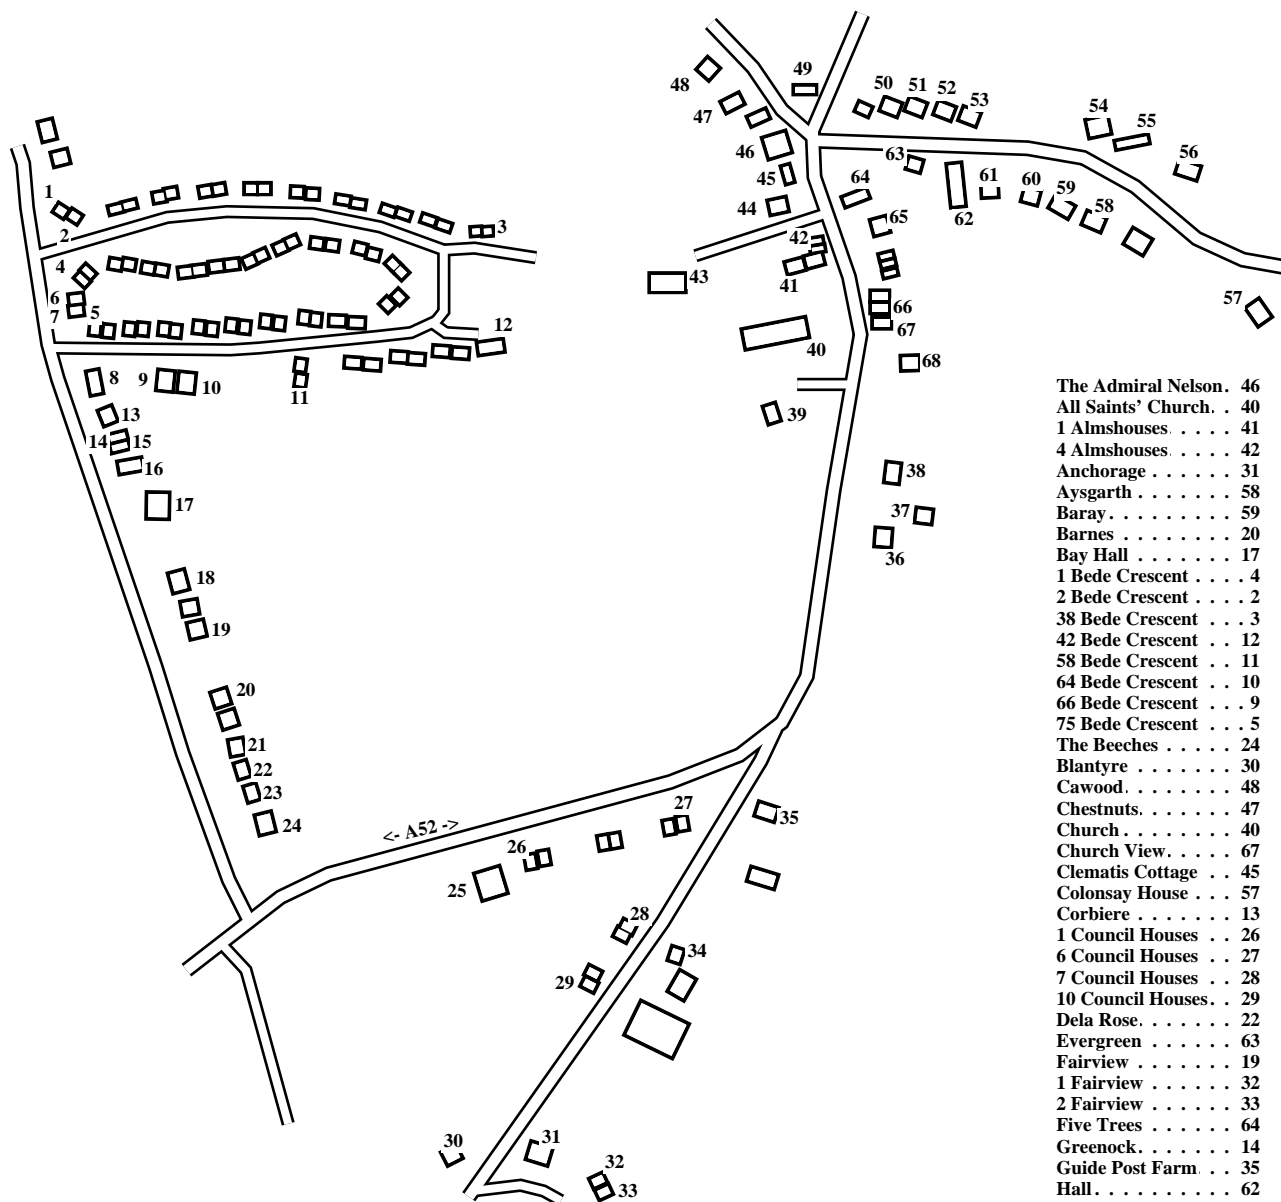 49
48
50
51
52
53
47
54
55
46
63
56
45
64
61
60
59
1
44
62
58
65
3
2
42
4
43
41
57
6
66
5
7
67
12
40
68
8
9
10
11
39
13
14
15
16
38
17
37
36
18
19
20
21
22
23
24
<- A52 ->
27
35
26
25
28
34
29
30
31
32
33
The Admiral Nelson. 46
All Saints’ Church. . 40
1 Almshouses . . . . . 41
4 Almshouses . . . . . 42
Anchorage . . . . . . . 31
Aysgarth . . . . . . . . 58
Baray . . . . . . . . . . 59
Barnes . . . . . . . . . 20
Bay Hall . . . . . . . . 17
1 Bede Crescent . . . . 4
2 Bede Crescent . . . . 2
38 Bede Crescent . . . 3
42 Bede Crescent . . 12
58 Bede Crescent . . 11
64 Bede Crescent . . 10
66 Bede Crescent . . . 9
75 Bede Crescent . . . 5
The Beeches . . . . . 24
Blantyre . . . . . . . . 30
Cawood . . . . . . . . . 48
Chestnuts . . . . . . . . 47
Church . . . . . . . . . 40
Church View . . . . . 67
Clematis Cottage . . 45
Colonsay House . . . 57
Corbiere . . . . . . . . 13
1 Council Houses . . 26
6 Council Houses . . 27
7 Council Houses . . 28
10 Council Houses . . 29
Dela Rose . . . . . . . . 22
Evergreen . . . . . . . 63
Fairview . . . . . . . . 19
1 Fairview . . . . . . . 32
2 Fairview . . . . . . . 33
Five Trees . . . . . . . 64
Greenock . . . . . . . . 14
Guide Post Farm . . . 35
Hall . . . . . . . . . . . 62